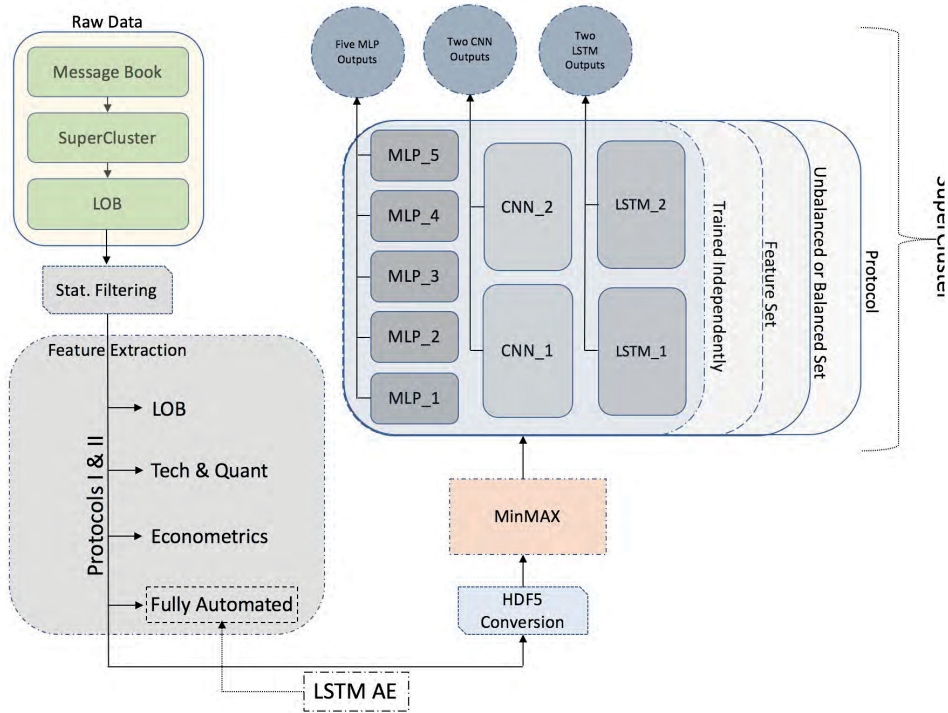 Raw Data
Message Book
SuperCluster
LOB
Stat. Filtering
Feature Extraction
Protocols I & II
LOB
Tech & Quant
Econometrics
Fully Automated
LSTM AE
HDF5
Conversion
MinMAX
Five MLP
Outputs
Two CNN
Outputs
Two
LSTM
Outputs
MLP_5
MLP_4
MLP_3
MLP_2
MLP_1
CNN_2
CNN_1
LSTM_2
LSTM_1
Trained Independently
Feature Set
Unbalanced or Balanced Set
Protocol
SuperCluster